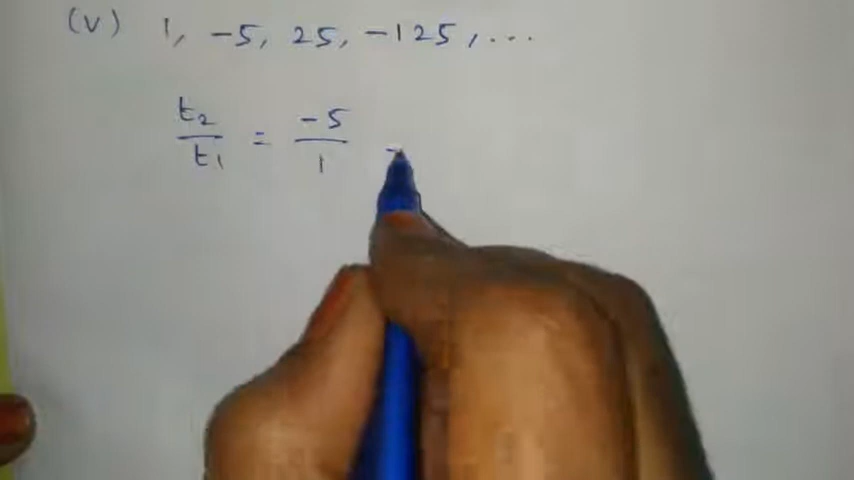 (v) 1, -5, 25, -125, ...
t₂/t₁ = -5/1